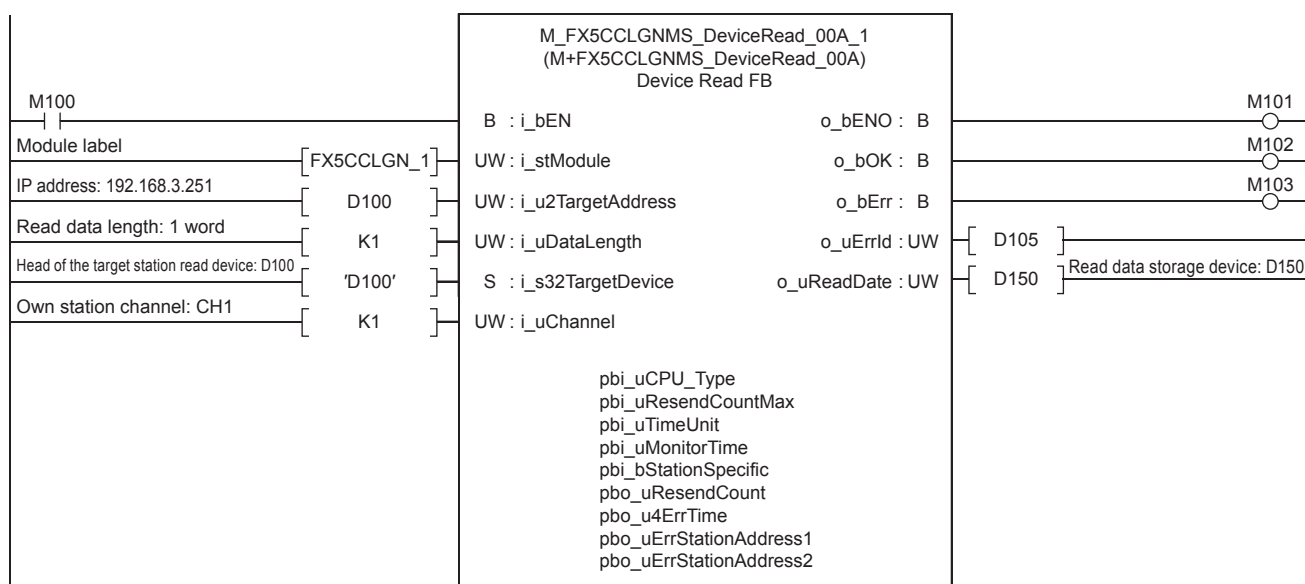 M_FX5CCLGNMS_DeviceRead_00A_1
(M+FX5CCLGNMS_DeviceRead_00A)
Device Read FB
M100
B : i_bEN o_bENO : B M101
Module label [ FX5CCLGN_1 ] UW : i_stModule o_bOK : B M102
IP address: 192.168.3.251 [ D100 ] UW : i_u2TargetAddress o_bErr : B M103
Read data length: 1 word [ K1 ] UW : i_uDataLength o_uErrId : UW [ D105 ]
Head of the target station read device: D100 [ 'D100' ] S : i_s32TargetDevice o_uReadDate : UW [ D150 ] Read data storage device: D150
Own station channel: CH1 [ K1 ] UW : i_uChannel
pbi_uCPU_Type
pbi_uResendCountMax
pbi_uTimeUnit
pbi_uMonitorTime
pbi_bStationSpecific
pbo_uResendCount
pbo_u4ErrTime
pbo_uErrStationAddress1
pbo_uErrStationAddress2